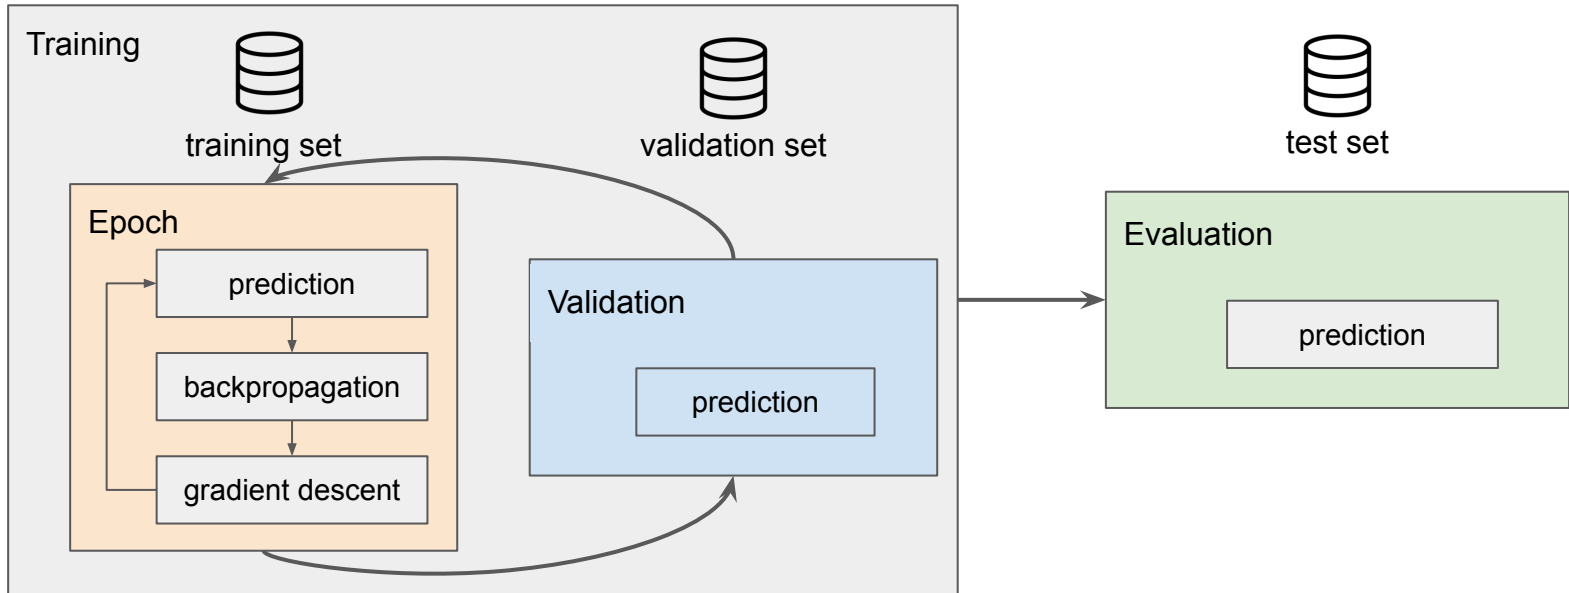 Training
training set
validation set
test set
Epoch
prediction
backpropagation
gradient descent
Validation
prediction
Evaluation
prediction